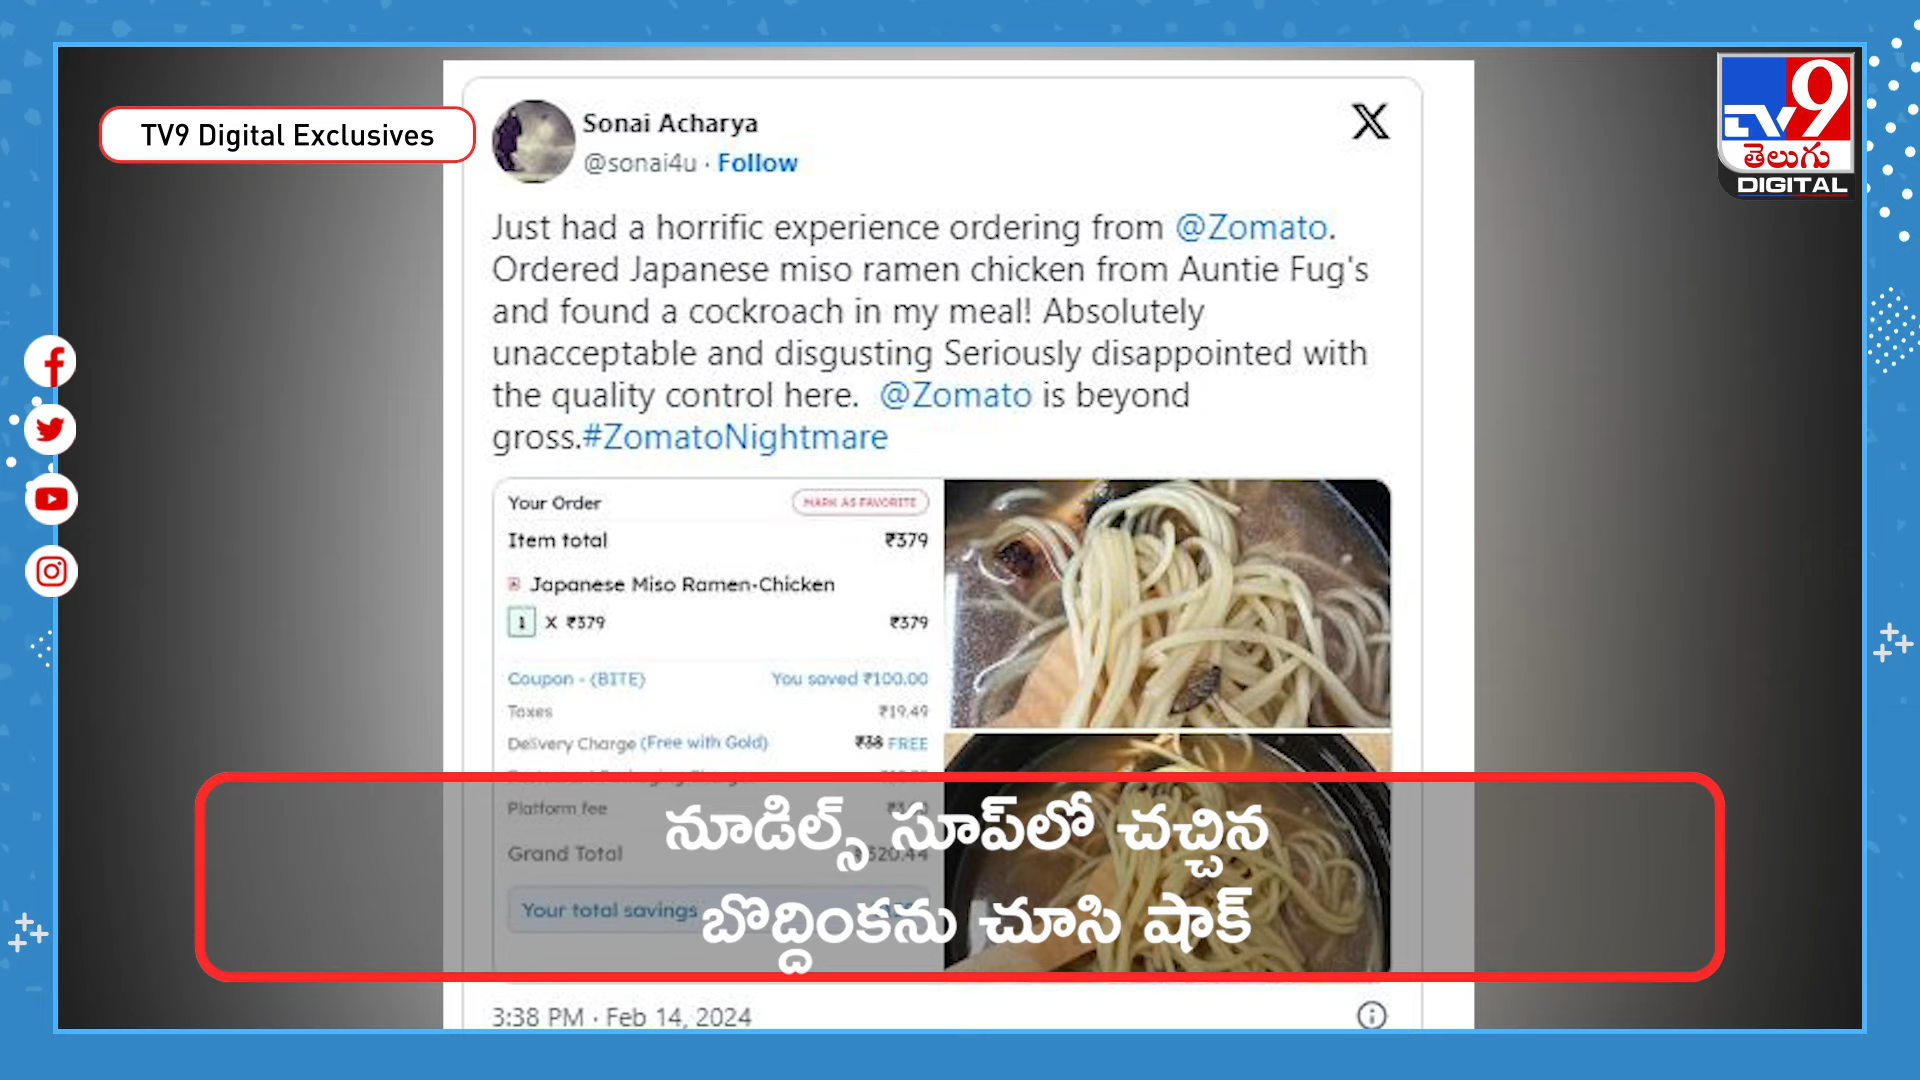 TV9 Digital Exclusives
TV9
తెలుగు
DIGITAL
Sonai Acharya
@sonai4u · Follow
Just had a horrific experience ordering from @Zomato.
Ordered Japanese miso ramen chicken from Auntie Fug's
and found a cockroach in my meal! Absolutely
unacceptable and disgusting Seriously disappointed with
the quality control here. @Zomato is beyond
gross.#ZomatoNightmare
Your Order MARK AS FAVORITE
Item total ₹379
Japanese Miso Ramen-Chicken
1 X ₹379 ₹379
Coupon - (BITE) You saved ₹100.00
Taxes ₹19.49
Delivery Charge (Free with Gold) ₹38 FREE
Platform fee
Grand Total ₹320.44
Your total savings
నూడిల్స్ సూప్‌లో చచ్చిన
బొద్దింకను చూసి షాక్
3:38 PM · Feb 14, 2024